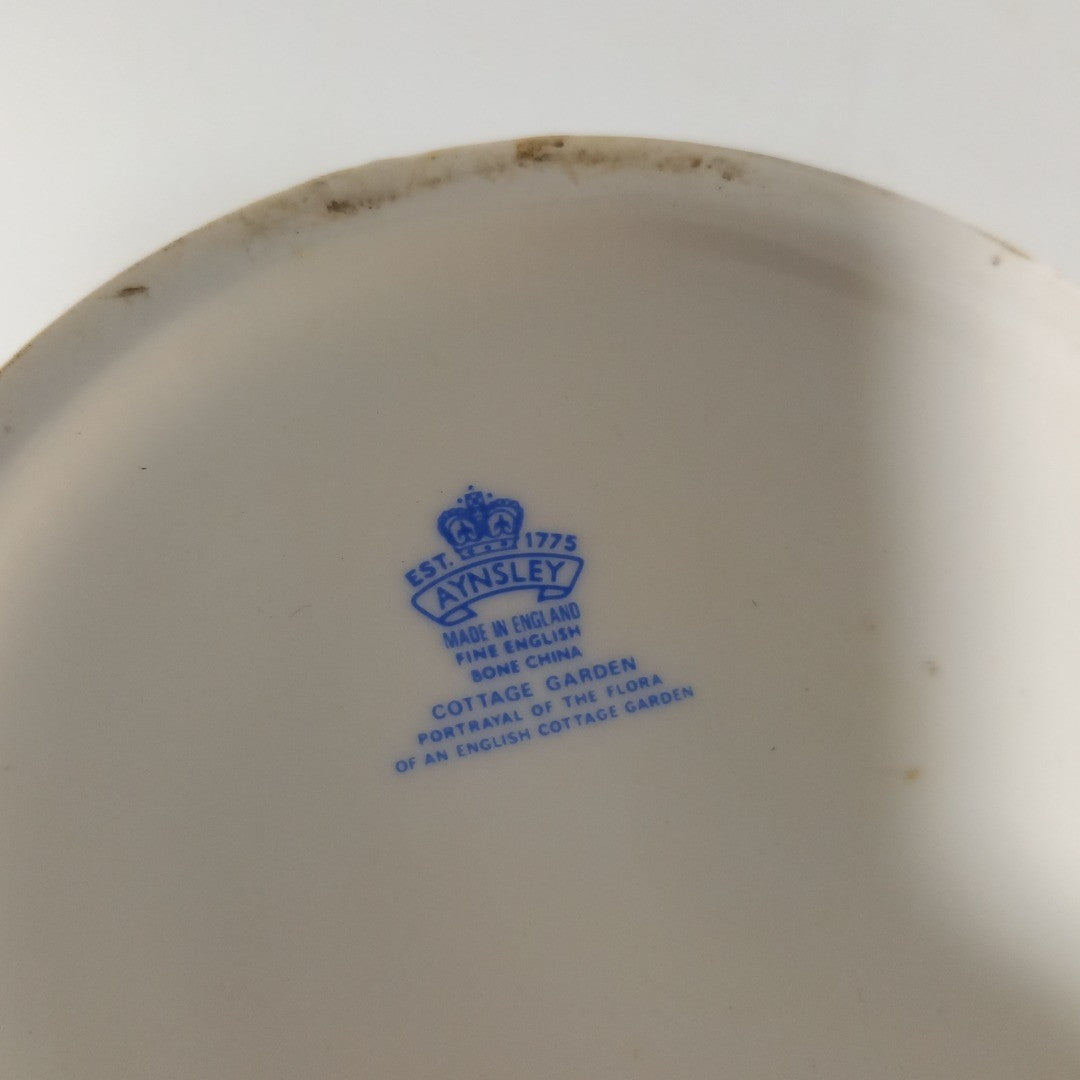 EST. 1775
AYNSLEY
MADE IN ENGLAND
FINE ENGLISH
BONE CHINA
COTTAGE GARDEN
PORTRAYAL OF THE FLORA
OF AN ENGLISH COTTAGE GARDEN